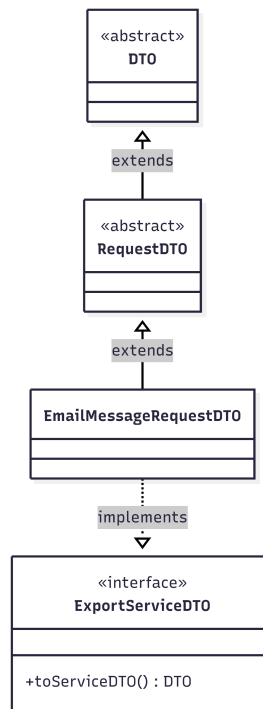 «abstract»
DTO
extends
«abstract»
RequestDTO
extends
EmailMessageRequestDTO
implements
«interface»
ExportServiceDTO
+toServiceDTO() : DTO